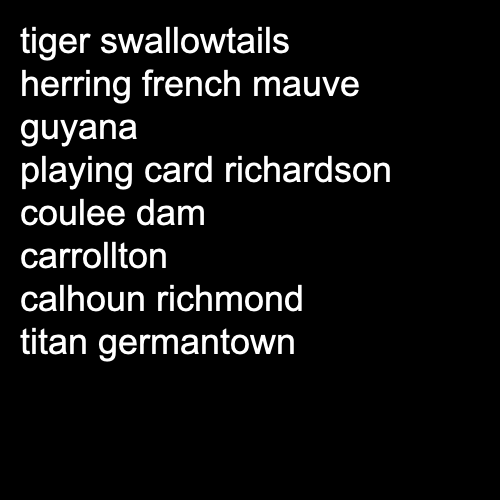 tiger swallowtails
herring french mauve
guyana
playing card richardson
coulee dam
carrollton
calhoun richmond
titan germantown